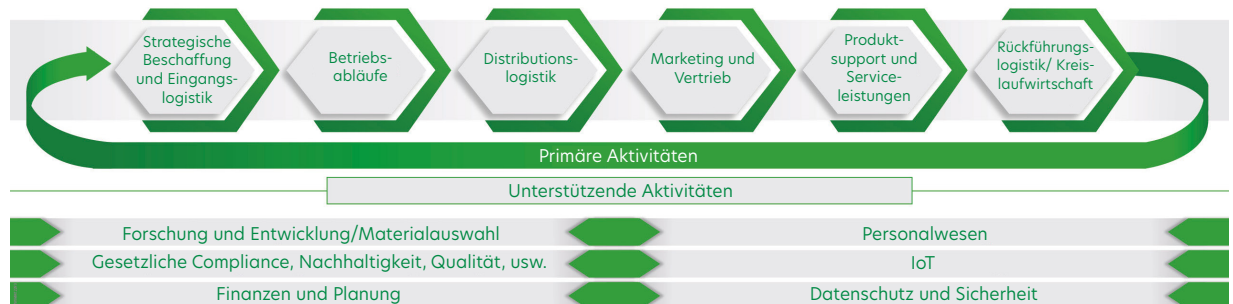 Strategische
Beschaffung
und Eingangs-
logistik
Betriebs-
abläufe
Distributions-
logistik
Marketing und
Vertrieb
Produkt-
support und
Service-
leistungen
Rückführungs-
logistik/ Kreis-
laufwirtschaft
Primäre Aktivitäten
Unterstützende Aktivitäten
Forschung und Entwicklung/Materialauswahl
Personalwesen
Gesetzliche Compliance, Nachhaltigkeit, Qualität, usw.
IoT
Finanzen und Planung
Datenschutz und Sicherheit